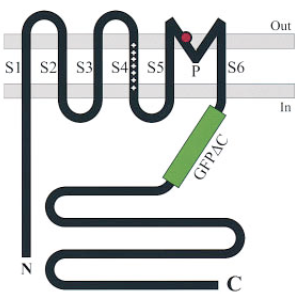 Out
S1 S2 S3 S4 S5 P S6
In
GFPΔC
N
C